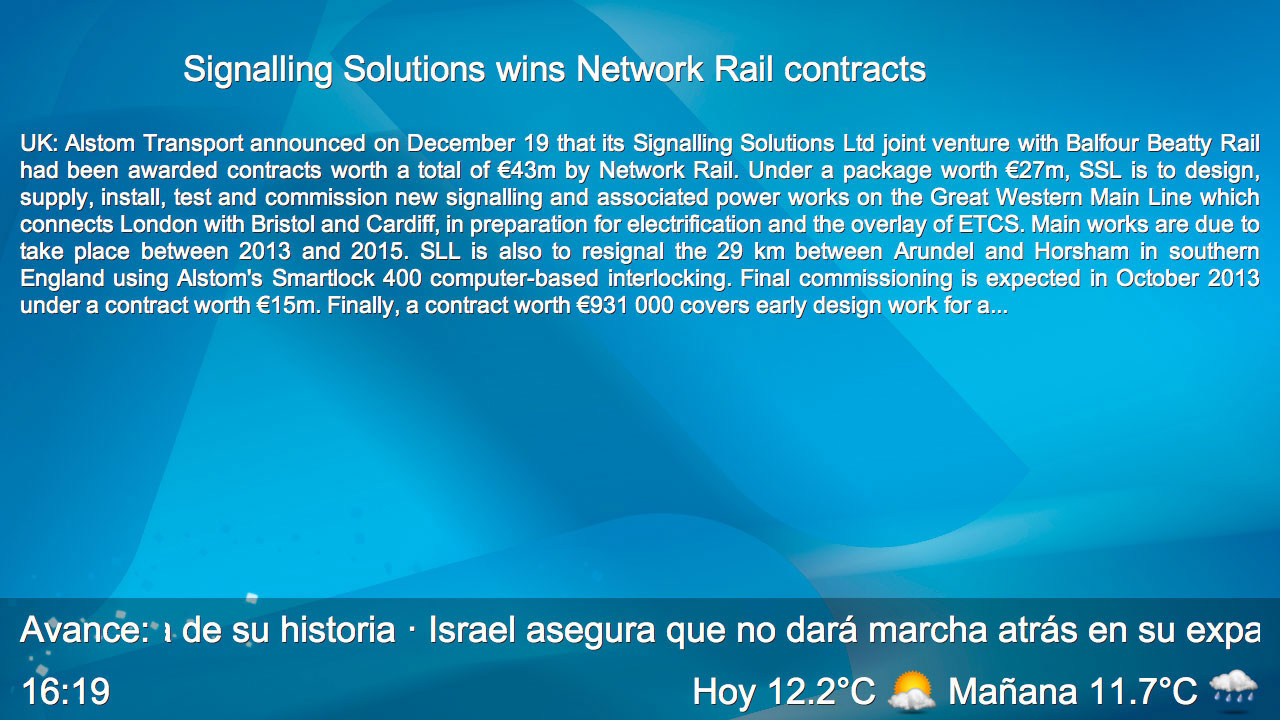 Signalling Solutions wins Network Rail contracts
UK: Alstom Transport announced on December 19 that its Signalling Solutions Ltd joint venture with Balfour Beatty Rail
had been awarded contracts worth a total of €43m by Network Rail. Under a package worth €27m, SSL is to design,
supply, install, test and commission new signalling and associated power works on the Great Western Main Line which
connects London with Bristol and Cardiff, in preparation for electrification and the overlay of ETCS. Main works are due to
take place between 2013 and 2015. SLL is also to resignal the 29 km between Arundel and Horsham in southern
England using Alstom's Smartlock 400 computer-based interlocking. Final commissioning is expected in October 2013
under a contract worth €15m. Finally, a contract worth €931 000 covers early design work for a...
Avance: de su historia · Israel asegura que no dará marcha atrás en su expa
16:19 Hoy 12.2°C Mañana 11.7°C